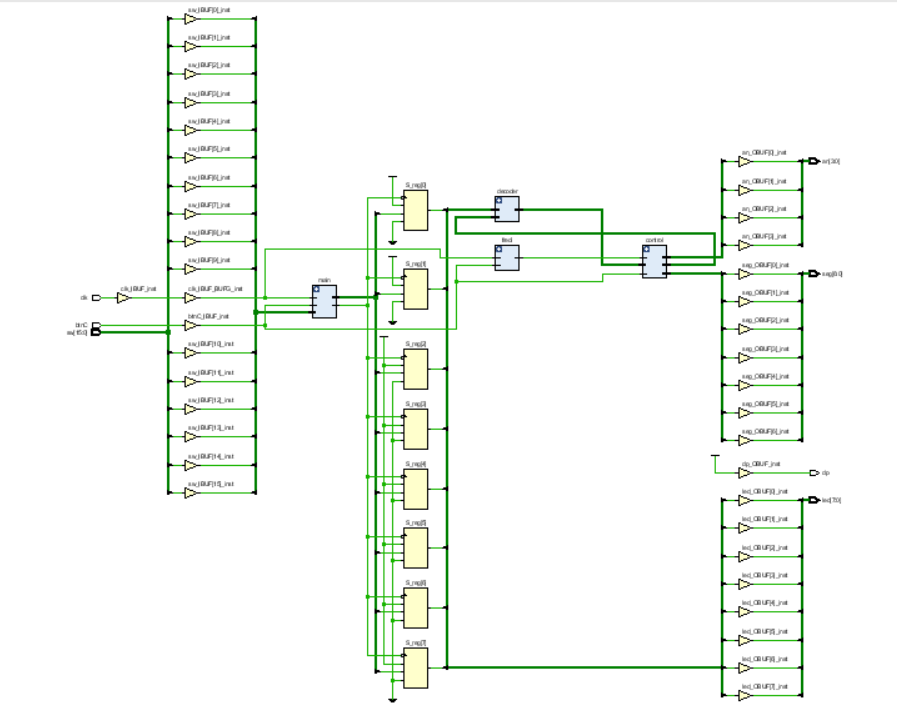 sw_IBUF[0]_inst
sw_IBUF[1]_inst
sw_IBUF[2]_inst
sw_IBUF[3]_inst
sw_IBUF[4]_inst
sw_IBUF[5]_inst
sw_IBUF[6]_inst
sw_IBUF[7]_inst
sw_IBUF[8]_inst
sw_IBUF[9]_inst
clk
clk_IBUF_inst
clk_IBUF_BUFG_inst
btnC
btnC_IBUF_inst
sw[15:0]
sw_IBUF[10]_inst
sw_IBUF[11]_inst
sw_IBUF[12]_inst
sw_IBUF[13]_inst
sw_IBUF[14]_inst
sw_IBUF[15]_inst
main
S_reg[0]
S_reg[1]
S_reg[2]
S_reg[3]
S_reg[4]
S_reg[5]
S_reg[6]
S_reg[7]
decoder
control
an_OBUF[0]_inst
an[3:0]
an_OBUF[1]_inst
an_OBUF[2]_inst
an_OBUF[3]_inst
seg_OBUF[0]_inst
seg[6:0]
seg_OBUF[1]_inst
seg_OBUF[2]_inst
seg_OBUF[3]_inst
seg_OBUF[4]_inst
seg_OBUF[5]_inst
seg_OBUF[6]_inst
dp_OBUF_inst
dp
led_OBUF[0]_inst
led[7:0]
led_OBUF[1]_inst
led_OBUF[2]_inst
led_OBUF[3]_inst
led_OBUF[4]_inst
led_OBUF[5]_inst
led_OBUF[6]_inst
led_OBUF[7]_inst